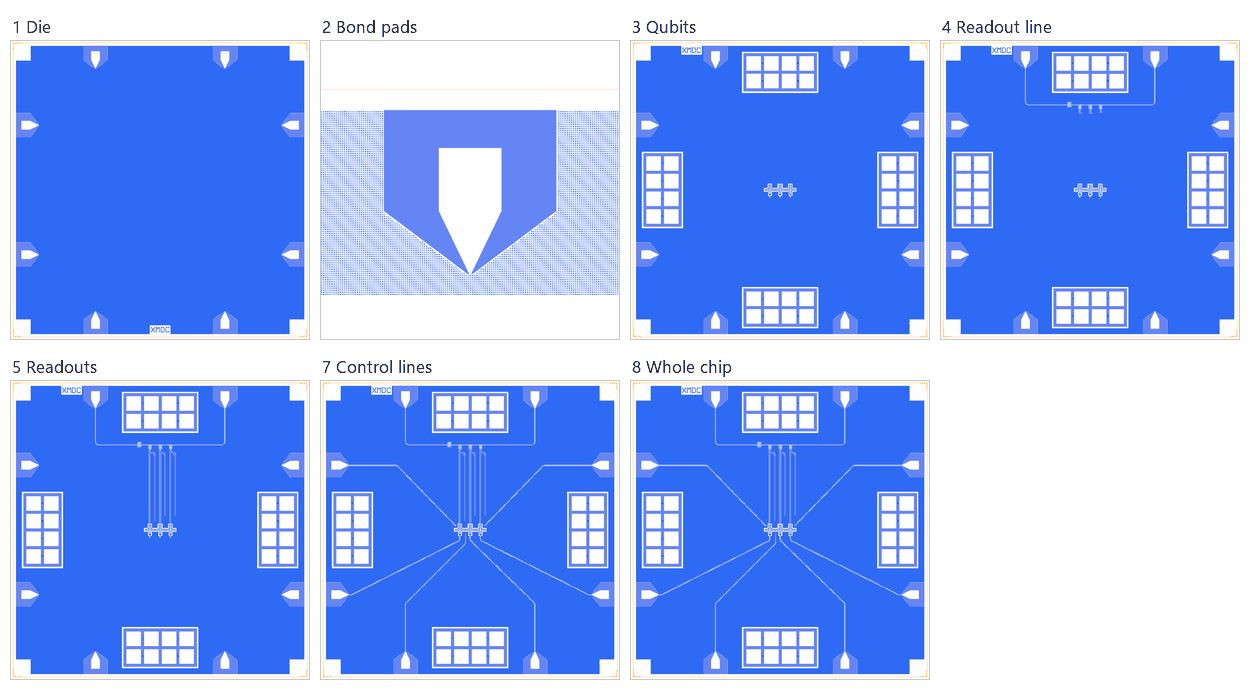 1 Die
2 Bond pads
3 Qubits
4 Readout line
XMDC
XMDC
XMDC
5 Readouts
7 Control lines
8 Whole chip
XMDC
XMDC
XMDC